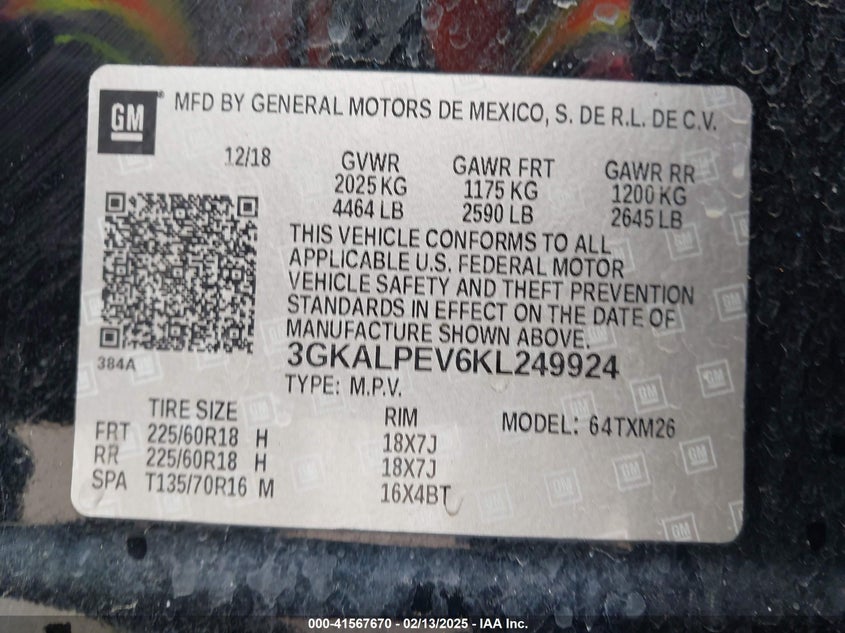 GM
MFD BY GENERAL MOTORS DE MEXICO, S. DE R.L. DE C.V.
12/18 GVWR GAWR FRT GAWR RR
2025 KG 1175 KG 1200 KG
4464 LB 2590 LB 2645 LB
THIS VEHICLE CONFORMS TO ALL
APPLICABLE U.S. FEDERAL MOTOR
VEHICLE SAFETY AND THEFT PREVENTION
STANDARDS IN EFFECT ON THE DATE OF
MANUFACTURE SHOWN ABOVE.
384A
3GKALPEV6KL249924
TYPE: M.P.V.
TIRE SIZE RIM MODEL: 64TXM26
FRT 225/60R18 H 18X7J
RR 225/60R18 H 18X7J
SPA T135/70R16 M 16X4BT
000-41567670 - 02/13/2025 - IAA Inc.